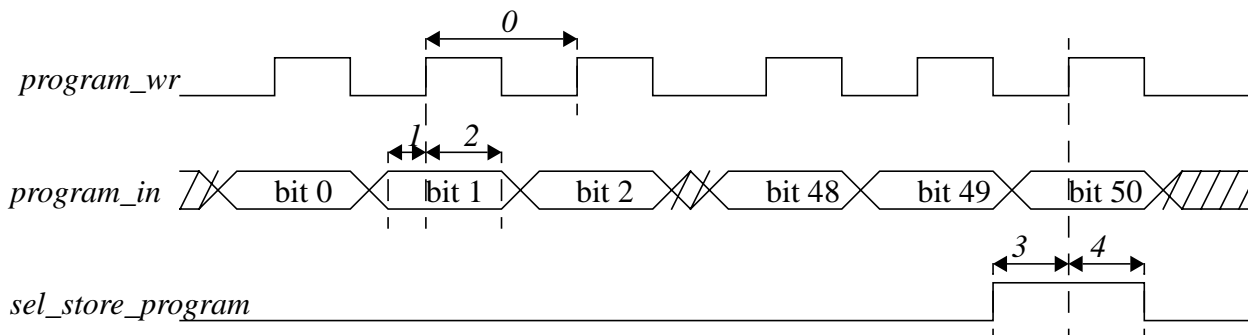 0
program_wr
1 2
program_in bit 0 bit 1 bit 2 bit 48 bit 49 bit 50
3 4
sel_store_program